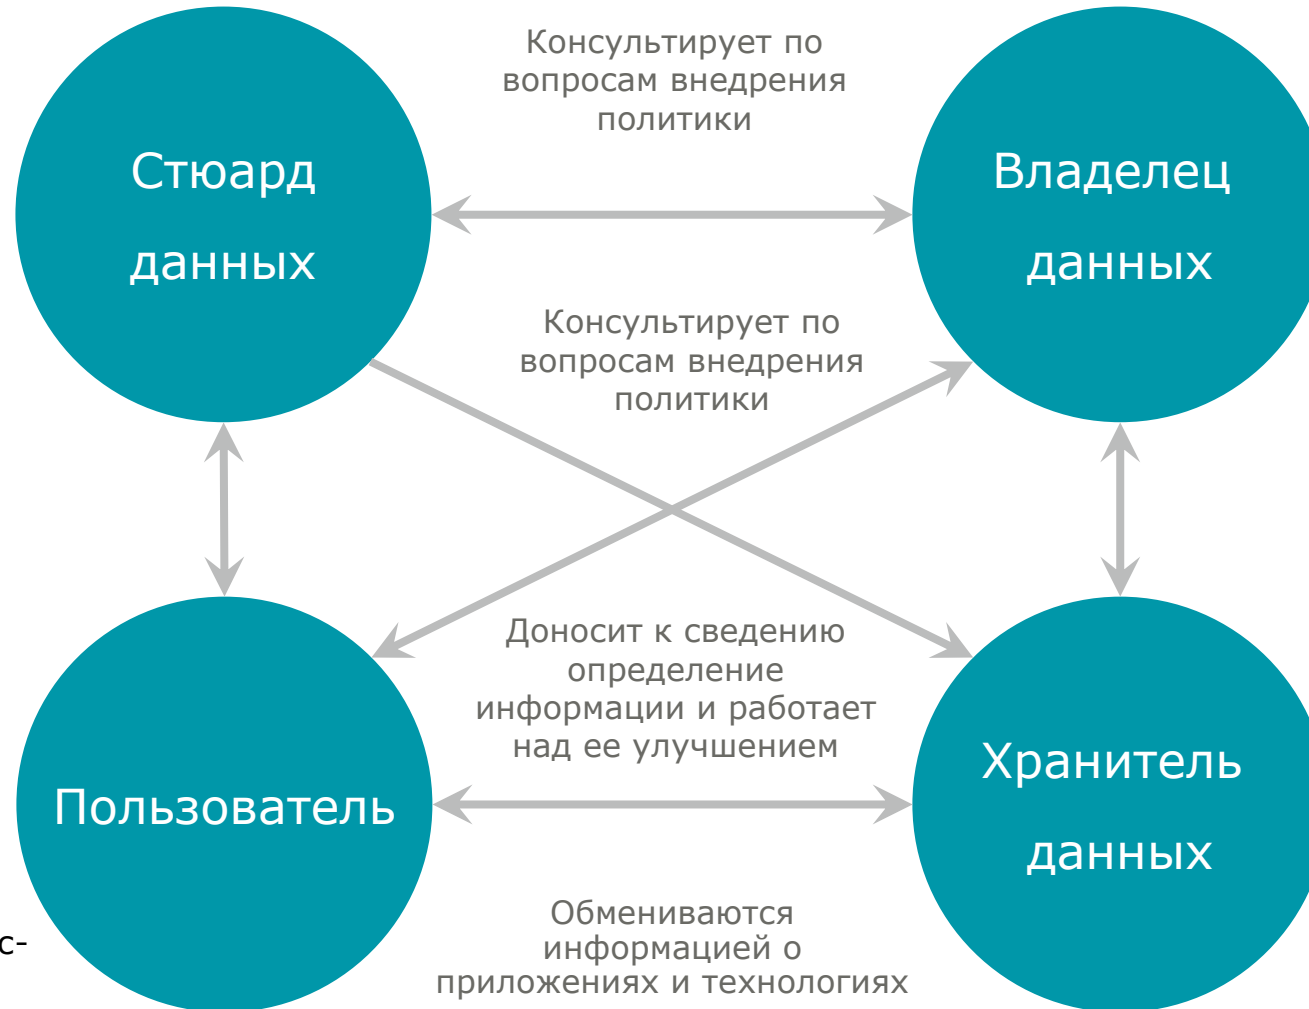 Консультирует по
вопросам внедрения
политики
Стюард
данных
Владелец
данных
Консультирует по
вопросам внедрения
политики
Доносит к сведению
определение
информации и работает
над ее улучшением
Пользователь
Хранитель
данных
Обмениваются
информацией о
приложениях и технологиях
с-